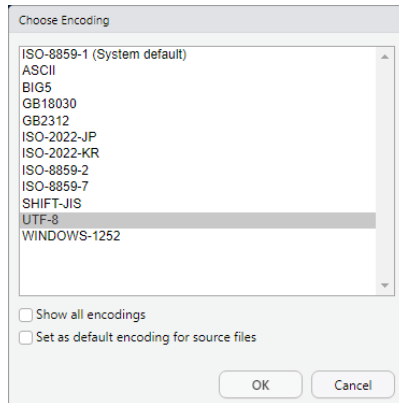 Choose Encoding
ISO-8859-1 (System default)
ASCII
BIG5
GB18030
GB2312
ISO-2022-JP
ISO-2022-KR
ISO-8859-2
ISO-8859-7
SHIFT-JIS
UTF-8
WINDOWS-1252
Show all encodings
Set as default encoding for source files
OK Cancel